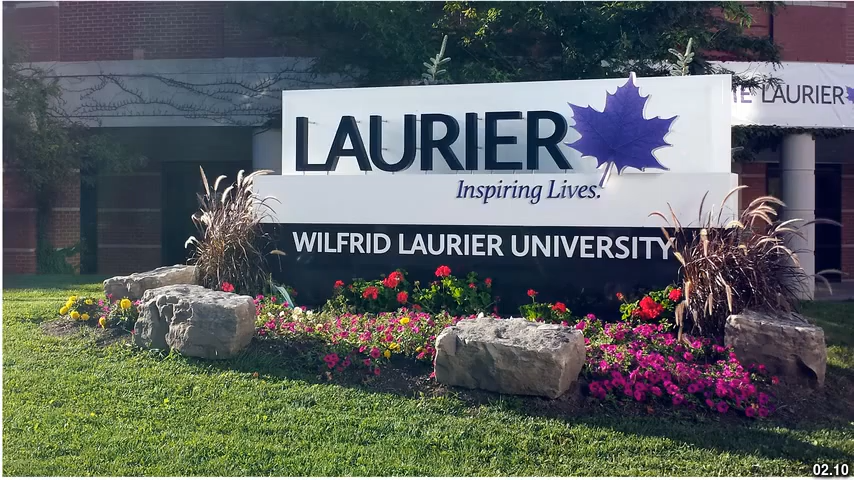 LAURIER
Inspiring Lives.
WILFRID LAURIER UNIVERSITY
LAURIER
02.10